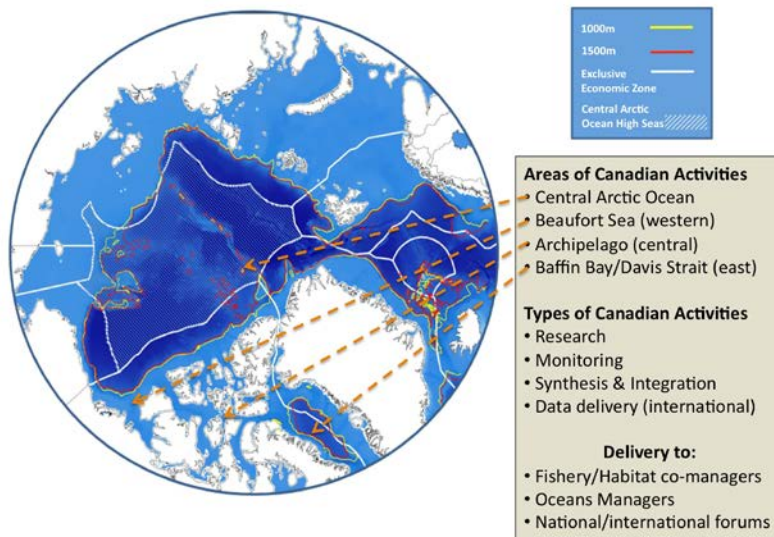 1000m
1500m
Exclusive
Economic Zone
Central Arctic
Ocean High Seas
Areas of Canadian Activities
• Central Arctic Ocean
• Beaufort Sea (western)
• Archipelago (central)
• Baffin Bay/Davis Strait (east)
Types of Canadian Activities
• Research
• Monitoring
• Synthesis & Integration
• Data delivery (international)
Delivery to:
• Fishery/Habitat co-managers
• Oceans Managers
• National/international forums